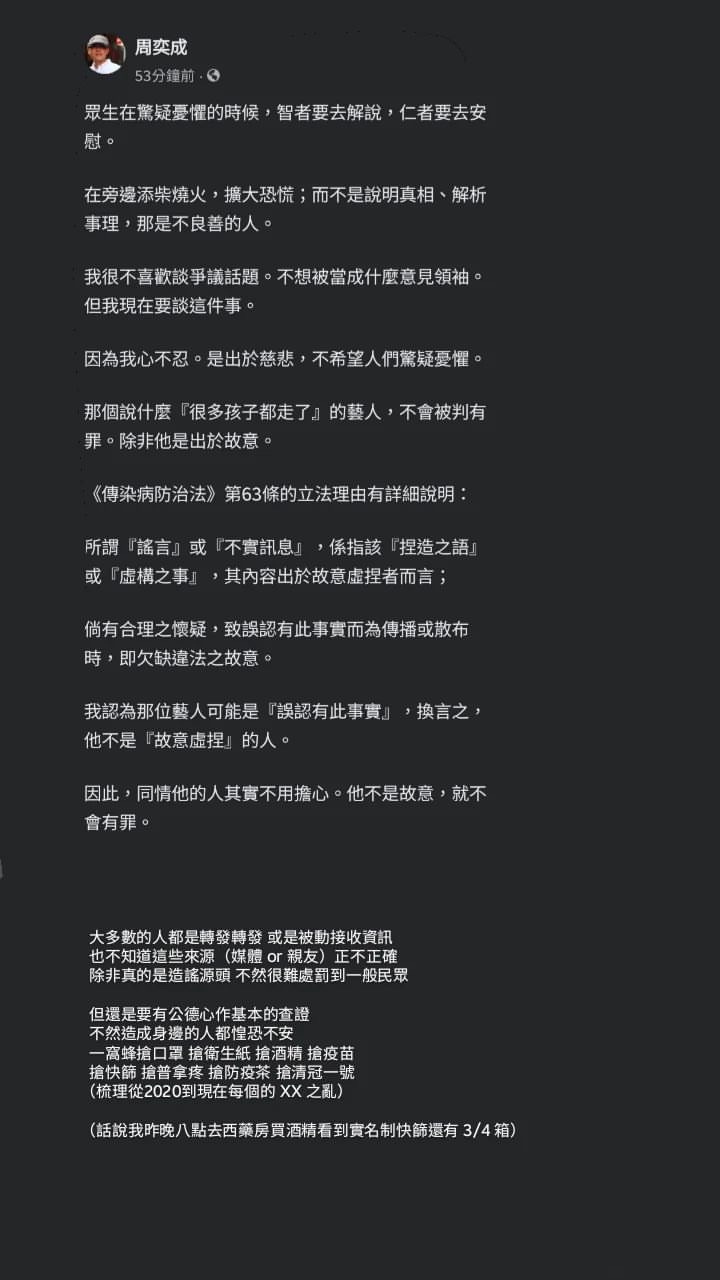 周奕成
53分鐘前 ·
眾生在驚疑憂懼的時候，智者要去解說，仁者要去安
慰。
在旁邊添柴燒火，擴大恐慌；而不是說明真相、解析
事理，那是不良善的人。
我很不喜歡談爭議話題。不想被當成什麼意見領袖。
但我現在要談這件事。
因為我心不忍。是出於慈悲，不希望人們驚疑憂懼。
那個說什麼『很多孩子都走了』的藝人，不會被判有
罪。除非他是出於故意。
《傳染病防治法》第63條的立法理由有詳細說明：
所謂『謠言』或『不實訊息』，係指該『捏造之語』
或『虛構之事』，其內容出於故意虛捏者而言；
倘有合理之懷疑，致誤認有此事實而為傳播或散布
時，即欠缺違法之故意。
我認為那位藝人可能是『誤認有此事實』，換言之，
他不是『故意虛捏』的人。
因此，同情他的人其實不用擔心。他不是故意，就不
會有罪。
大多數的人都是轉發轉發 或是被動接收資訊
也不知道這些來源（媒體 or 親友）正不正確
除非真的是造謠源頭 不然很難處罰到一般民眾
但還是要有公德心作基本的查證
不然造成身邊的人都惶恐不安
一窩蜂搶口罩 搶衛生紙 搶酒精 搶疫苗
搶快篩 搶普拿疼 搶防疫茶 搶清冠一號
（梳理從2020到現在每個的 XX 之亂）
（話說我昨晚八點去西藥房買酒精看到實名制快篩還有 3/4 箱）